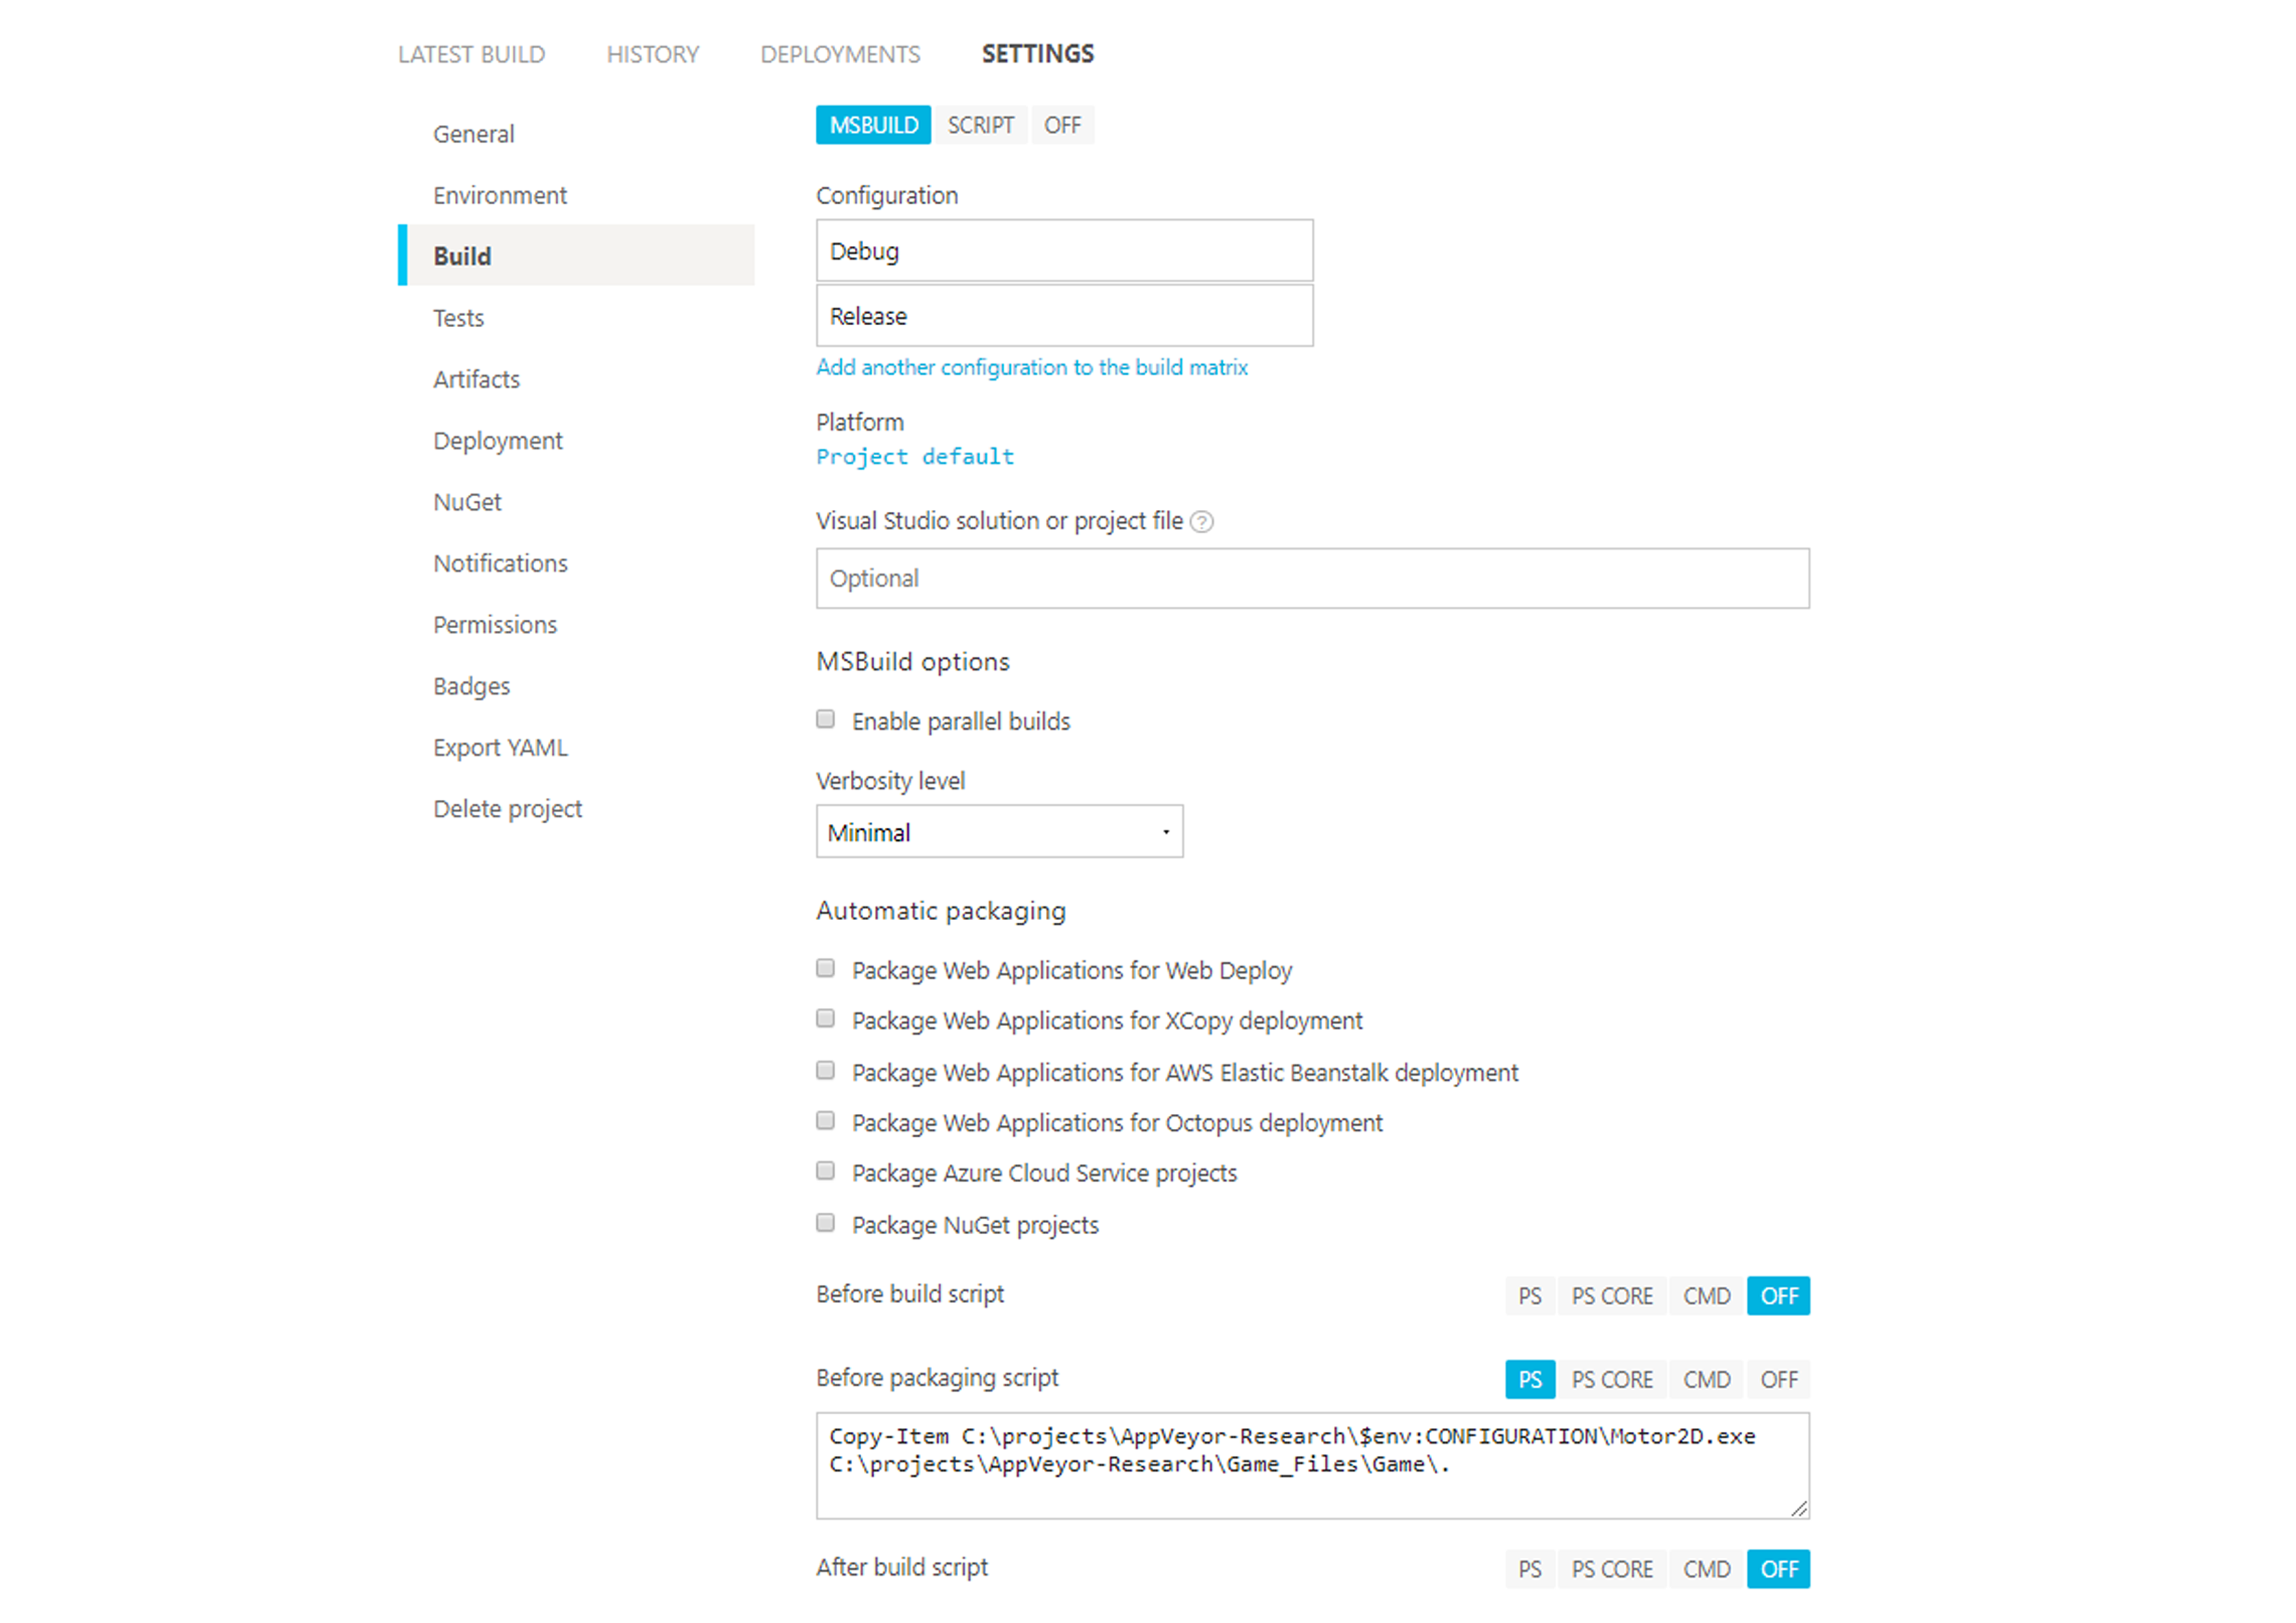 LATEST BUILD HISTORY DEPLOYMENTS SETTINGS
General
Environment
Build
Tests
Artifacts
Deployment
NuGet
Notifications
Permissions
Badges
Export YAML
Delete project
MSBUILD SCRIPT OFF
Configuration
Debug
Release
Add another configuration to the build matrix
Platform
Project default
Visual Studio solution or project file ?
Optional
MSBuild options
Enable parallel builds
Verbosity level
Minimal
Automatic packaging
Package Web Applications for Web Deploy
Package Web Applications for XCopy deployment
Package Web Applications for AWS Elastic Beanstalk deployment
Package Web Applications for Octopus deployment
Package Azure Cloud Service projects
Package NuGet projects
Before build script PS PS CORE CMD OFF
Before packaging script PS PS CORE CMD OFF
Copy-Item C:\projects\AppVeyor-Research\$env:CONFIGURATION\Motor2D.exe
C:\projects\AppVeyor-Research\Game_Files\Game\.
After build script PS PS CORE CMD OFF